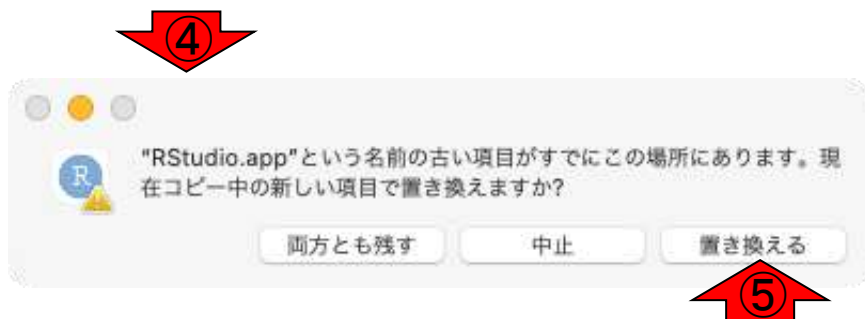 ④
"RStudio.app"という名前の古い項目がすでにこの場所にあります。現
在コピー中の新しい項目で置き換えますか?
両方とも残す 中止 置き換える
⑤